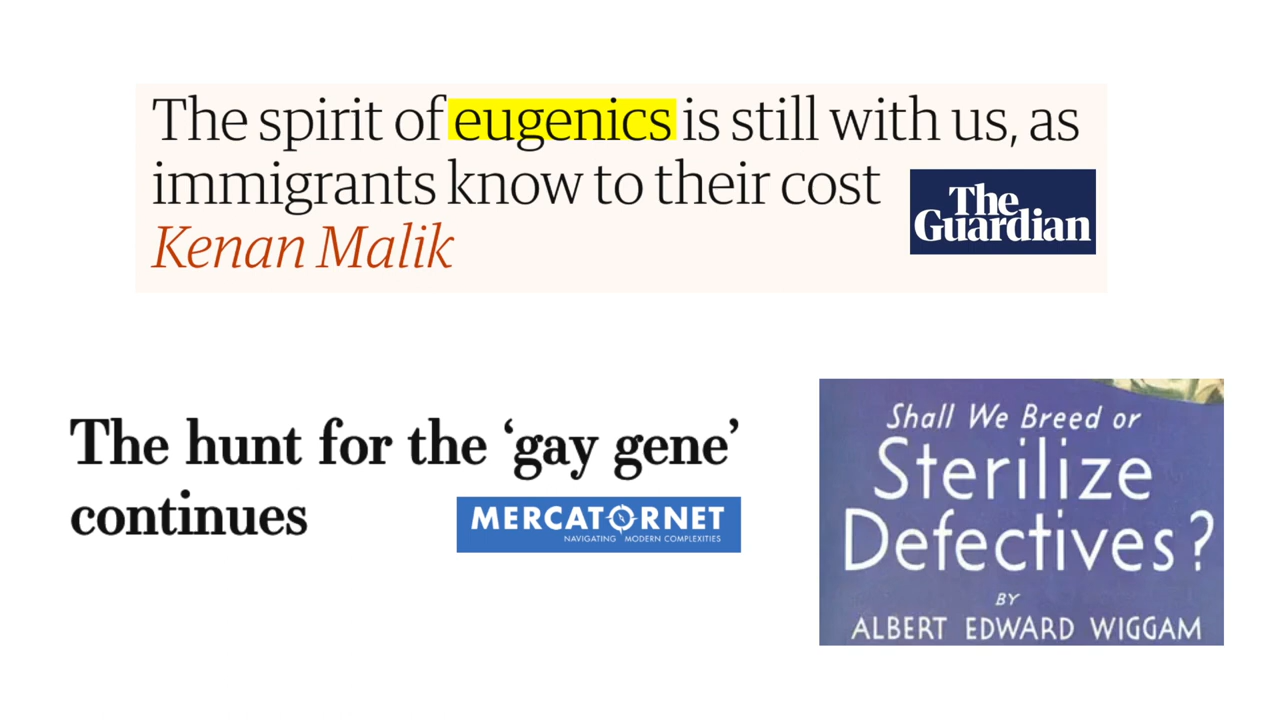 The spirit of eugenics is still with us, as
immigrants know to their cost
Kenan Malik
The
Guardian
The hunt for the ‘gay gene’
continues
MERCATORNET
NAVIGATING MODERN COMPLEXITIES
Shall We Breed or
Sterilize
Defectives?
BY
ALBERT EDWARD WIGGAM